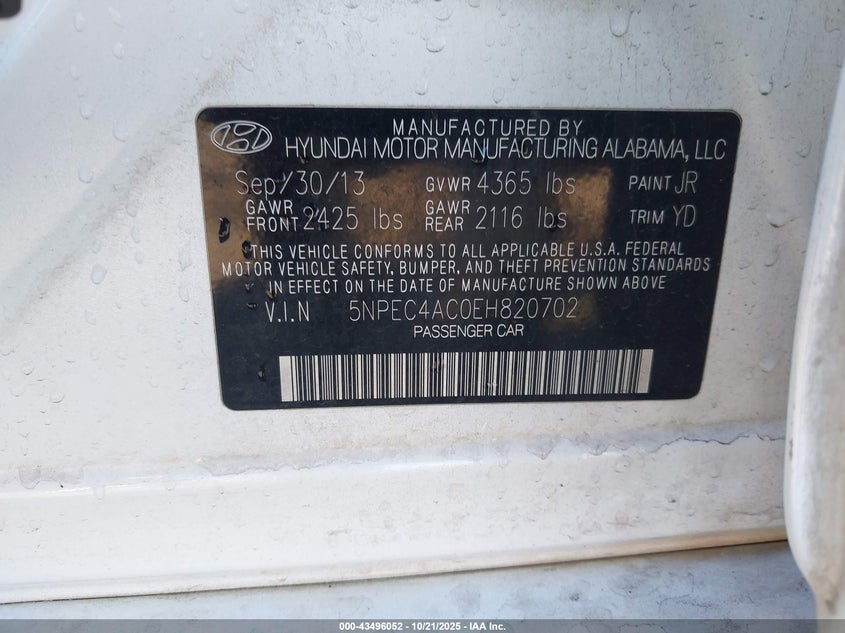 MANUFACTURED BY
HYUNDAI MOTOR MANUFACTURING ALABAMA, LLC
Sep/30/13 GVWR 4365 lbs PAINT JR
GAWR FRONT 2425 lbs GAWR REAR 2116 lbs TRIM YD
THIS VEHICLE CONFORMS TO ALL APPLICABLE U.S.A. FEDERAL
MOTOR VEHICLE SAFETY, BUMPER, AND THEFT PREVENTION STANDARDS
IN EFFECT ON THE DATE OF MANUFACTURE SHOWN ABOVE
V.I.N 5NPEC4AC0EH820702
PASSENGER CAR
000-43496052 - 10/21/2025 - IAA Inc.